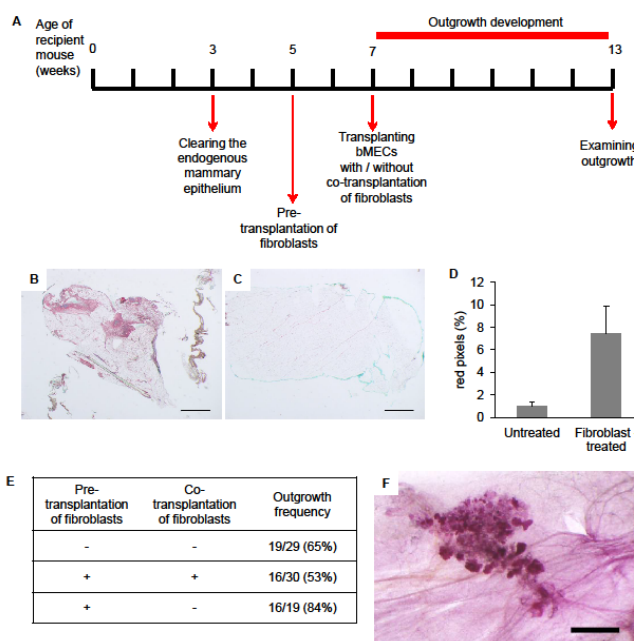 A
Age of
recipient
mouse
(weeks)
Outgrowth development
0 3 5 7 13
Clearing the
endogenous
mammary
epithelium
Pre-
transplantation of
fibroblasts
Transplanting
bMECs
with / without
co-transplantation
of fibroblasts
Examining
outgrowth
B
C
D
red pixels (%)
12
10
8
6
4
2
0
Untreated
Fibroblast
treated
E
Pre-
transplantation
of fibroblasts
Co-
transplantation
of fibroblasts
Outgrowth
frequency
- - 19/29 (65%)
+ + 16/30 (53%)
+ - 16/19 (84%)
F